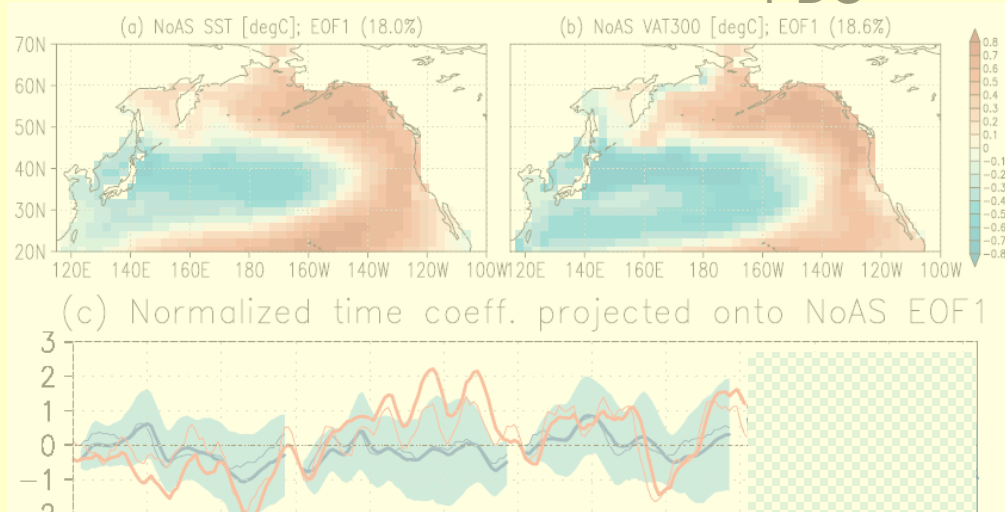 PDO
(a) NoAS SST [degC]; EOF1 (18.0%)
(b) NoAS VAT300 [degC]; EOF1 (18.6%)
70N
60N
50N
40N
30N
20N
120E 140E 160E 180 160W 140W 120W 100W
120E 140E 160E 180 160W 140W 120W 100W
0.8
0.7
0.6
0.5
0.4
0.3
0.2
0.1
0
-0.1
-0.2
-0.3
-0.4
-0.5
-0.6
-0.7
-0.8
(c) Normalized time coeff. projected onto NoAS EOF1
3
2
1
0
-1